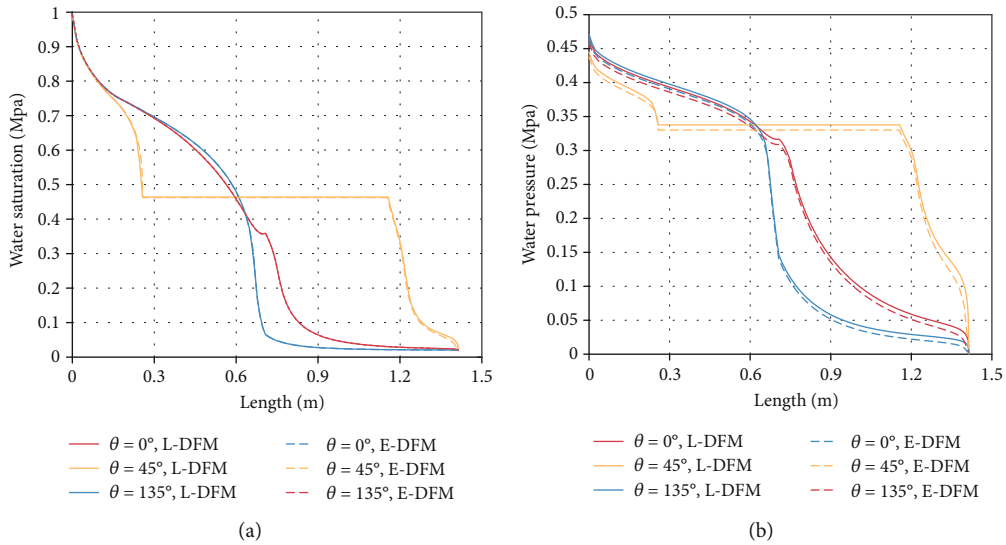 1
0.9
0.8
0.7
0.6
0.5
0.4
0.3
0.2
0.1
0
Water saturation (Mpa)
0 0.3 0.6 0.9 1.2 1.5
Length (m)
θ = 0°, L-DFM
θ = 45°, L-DFM
θ = 135°, L-DFM
θ = 0°, E-DFM
θ = 45°, E-DFM
θ = 135°, E-DFM
(a)
0.45
0.4
0.35
0.3
0.25
0.2
0.15
0.1
0.05
0
Water pressure (Mpa)
0 0.3 0.6 0.9 1.2 1.5
Length (m)
θ = 0°, L-DFM
θ = 45°, L-DFM
θ = 135°, L-DFM
θ = 0°, E-DFM
θ = 45°, E-DFM
θ = 135°, E-DFM
(b)